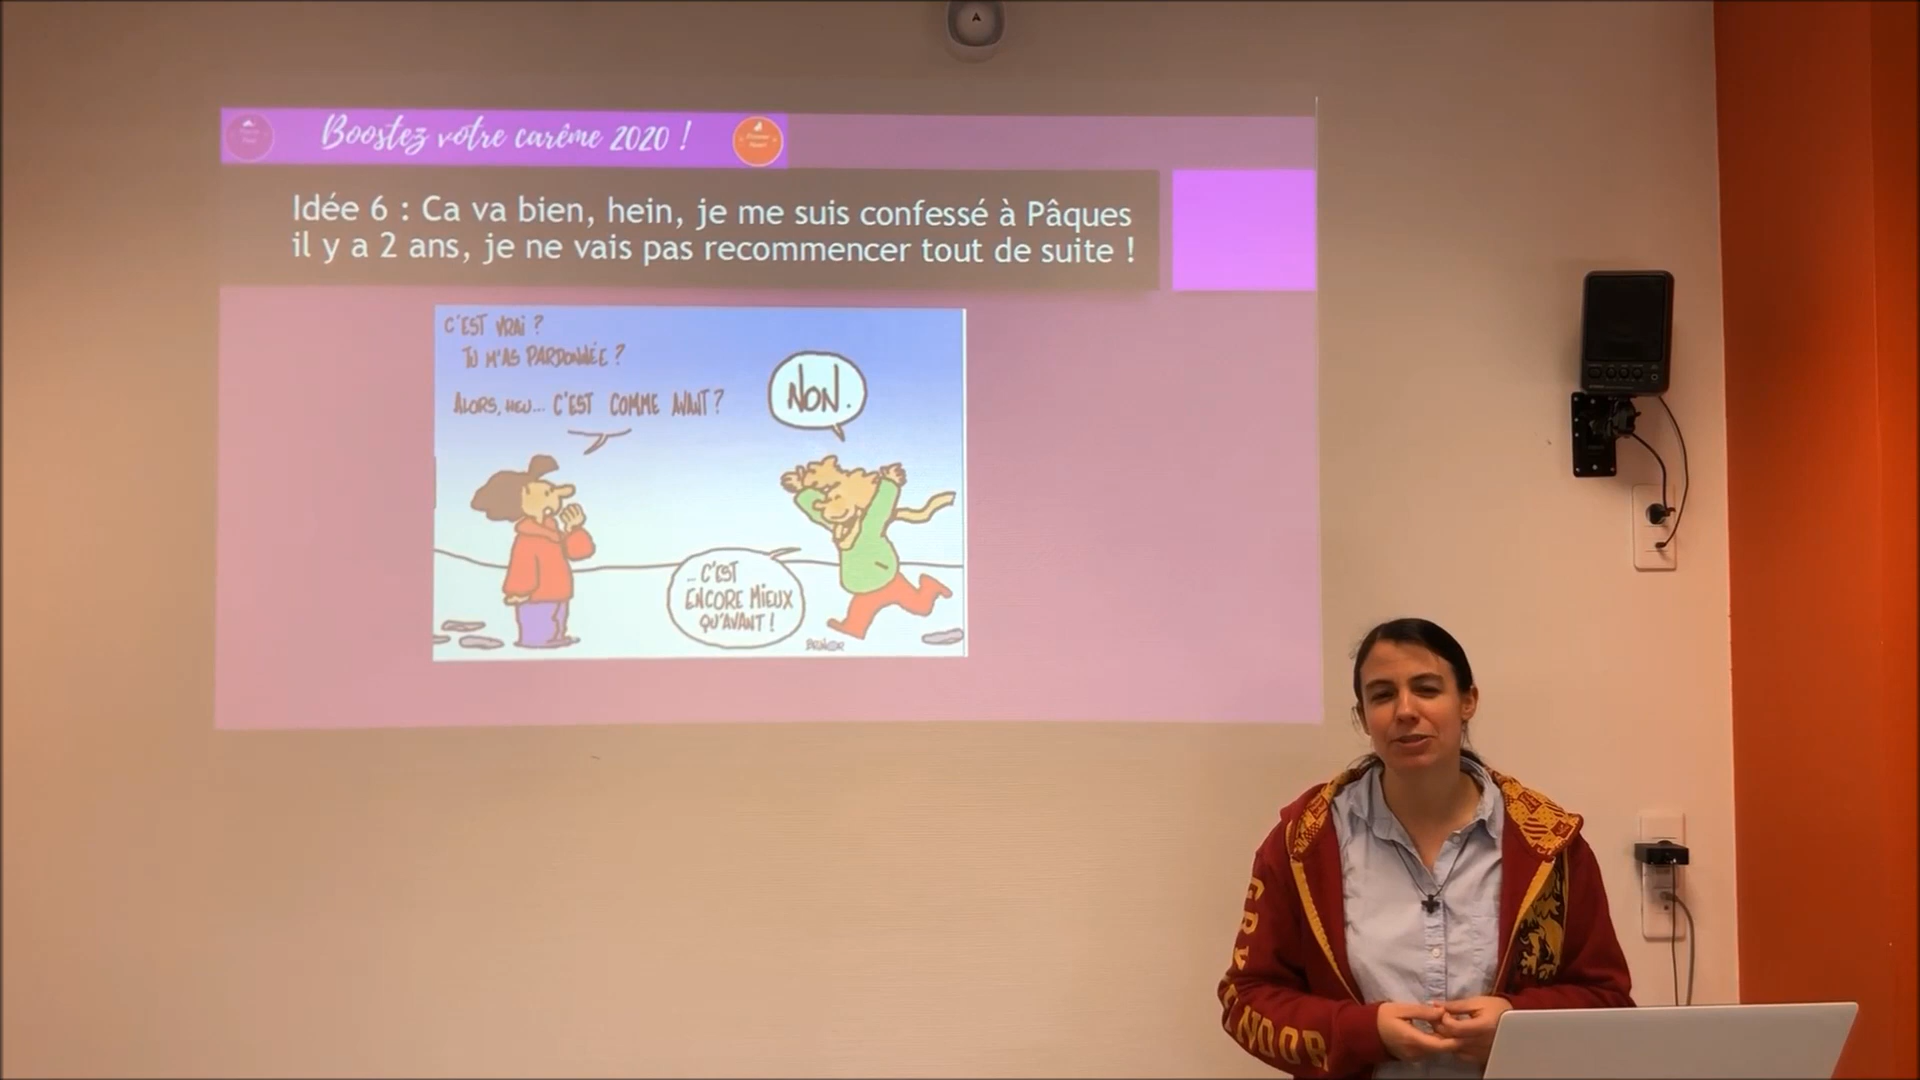 Boostez votre carême 2020 !
Idée 6 : Ca va bien, hein, je me suis confessé à Pâques
il y a 2 ans, je ne vais pas recommencer tout de suite !
C'EST VRAI ?
TU M'AS PARDONNÉE ?
ALORS, HEU... C'EST COMME AVANT ?
NON.
... C'EST
ENCORE MIEUX
QU'AVANT !
GRYFFINDOR